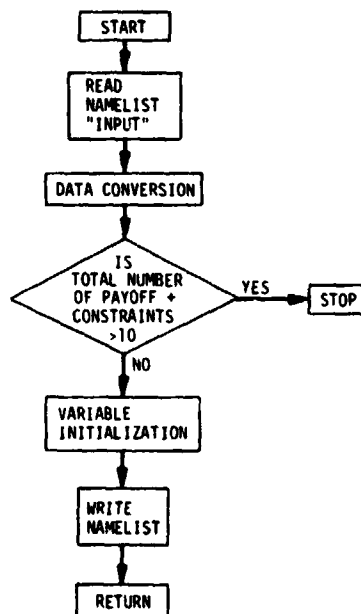 START
READ
NAMELIST
"INPUT"
DATA CONVERSION
IS
TOTAL NUMBER
OF PAYOFF +
CONSTRAINTS
>10
YES
STOP
NO
VARIABLE
INITIALIZATION
WRITE
NAMELIST
RETURN